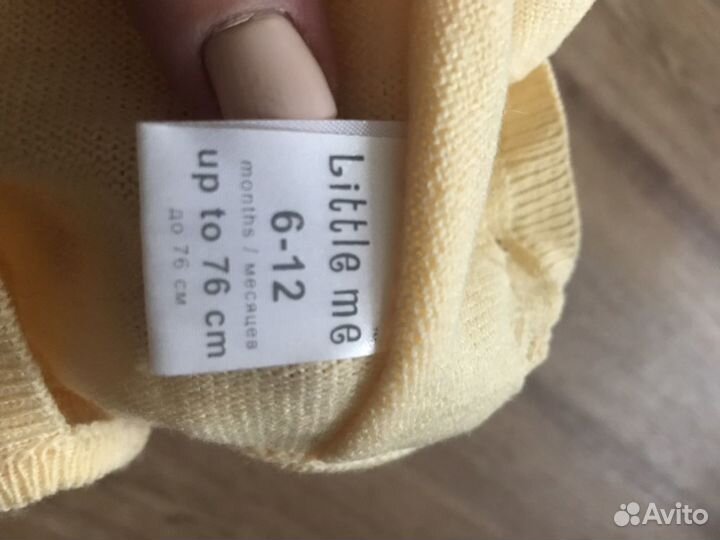 Little me
6-12
months / месяцев
up to 76 cm
до 76 см
Avito